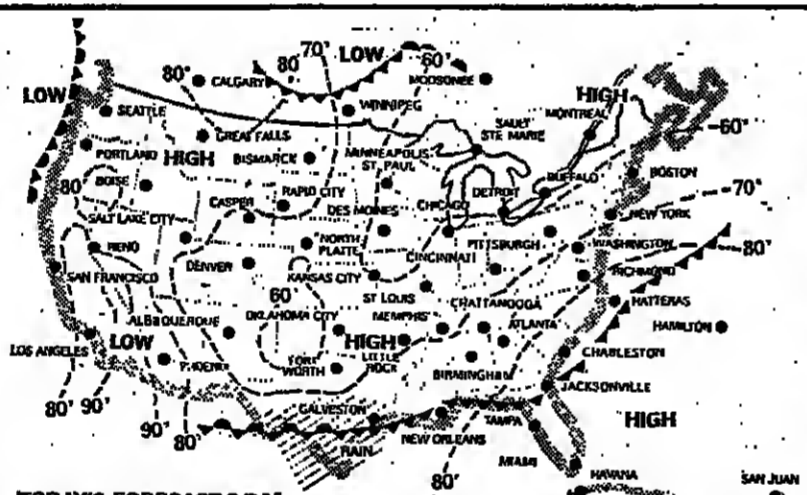 70°
LOW
60°
80°
80°
CALGARY
MOOSONEE
LOW
HIGH
SEATTLE
WINNIPEG
MONTREAL
SAULT
STE MARIE
60°
GREAT FALLS
PORTLAND
HIGH
BISMARCK
MINNEAPOLIS
ST. PAUL
BOSTON
BUFFALO
80
BOISE
RAPID CITY
DETROIT
70°
CASPER
CHICAGO
DES MOINES
SALT LAKE CITY
NEW YORK
NORTH
PLATTE
PITTSBURGH
WASHINGTON
80°
RENO
CINCINNATI
DENVER
KANSAS CITY
RICHMOND
SAN FRANCISCO
ST LOUIS
60
CHATTANOOGA
HATTERAS
ALBUQUERQUE
OKLAHOMA CITY
MEMPHIS
ATLANTA
HAMILTON
LOW
HIGH
LOS ANGELES
LITTLE
ROCK
CHARLESTON
PHOENIX
FORT
WORTH
BIRMINGHAM
JACKSONVILLE
80°
90°
GALVESTON
HIGH
90°
80°
TAMPA
NEW ORLEANS
RAIN
MIAMI
80°
HAVANA
SAN JUAN